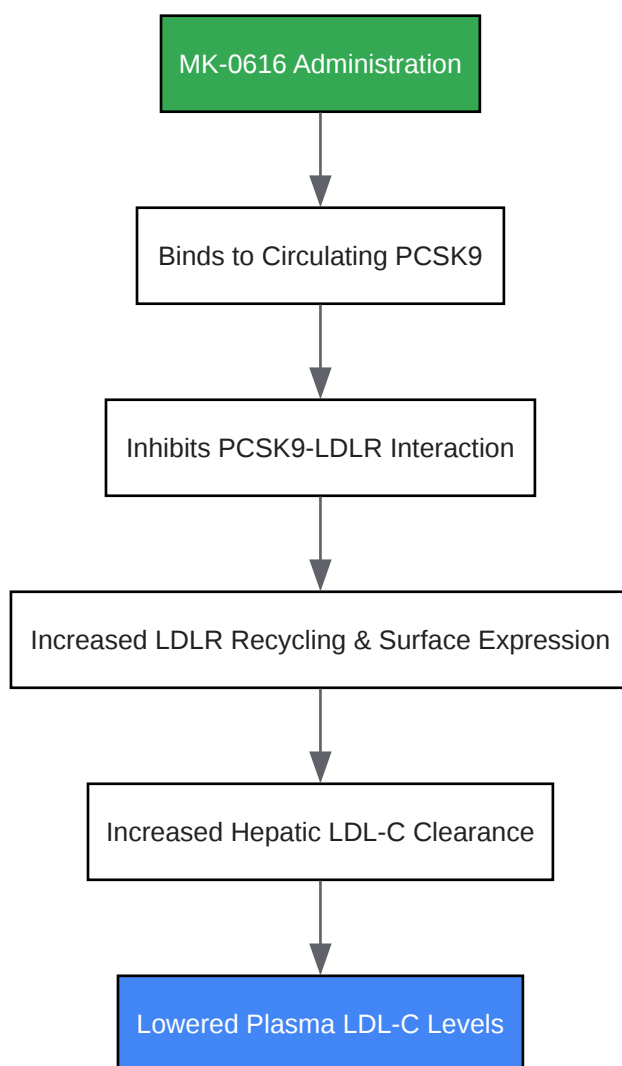 MK-0616 Administration
Binds to Circulating PCSK9
Inhibits PCSK9-LDLR Interaction
Increased LDLR Recycling & Surface Expression
Increased Hepatic LDL-C Clearance
Lowered Plasma LDL-C Levels